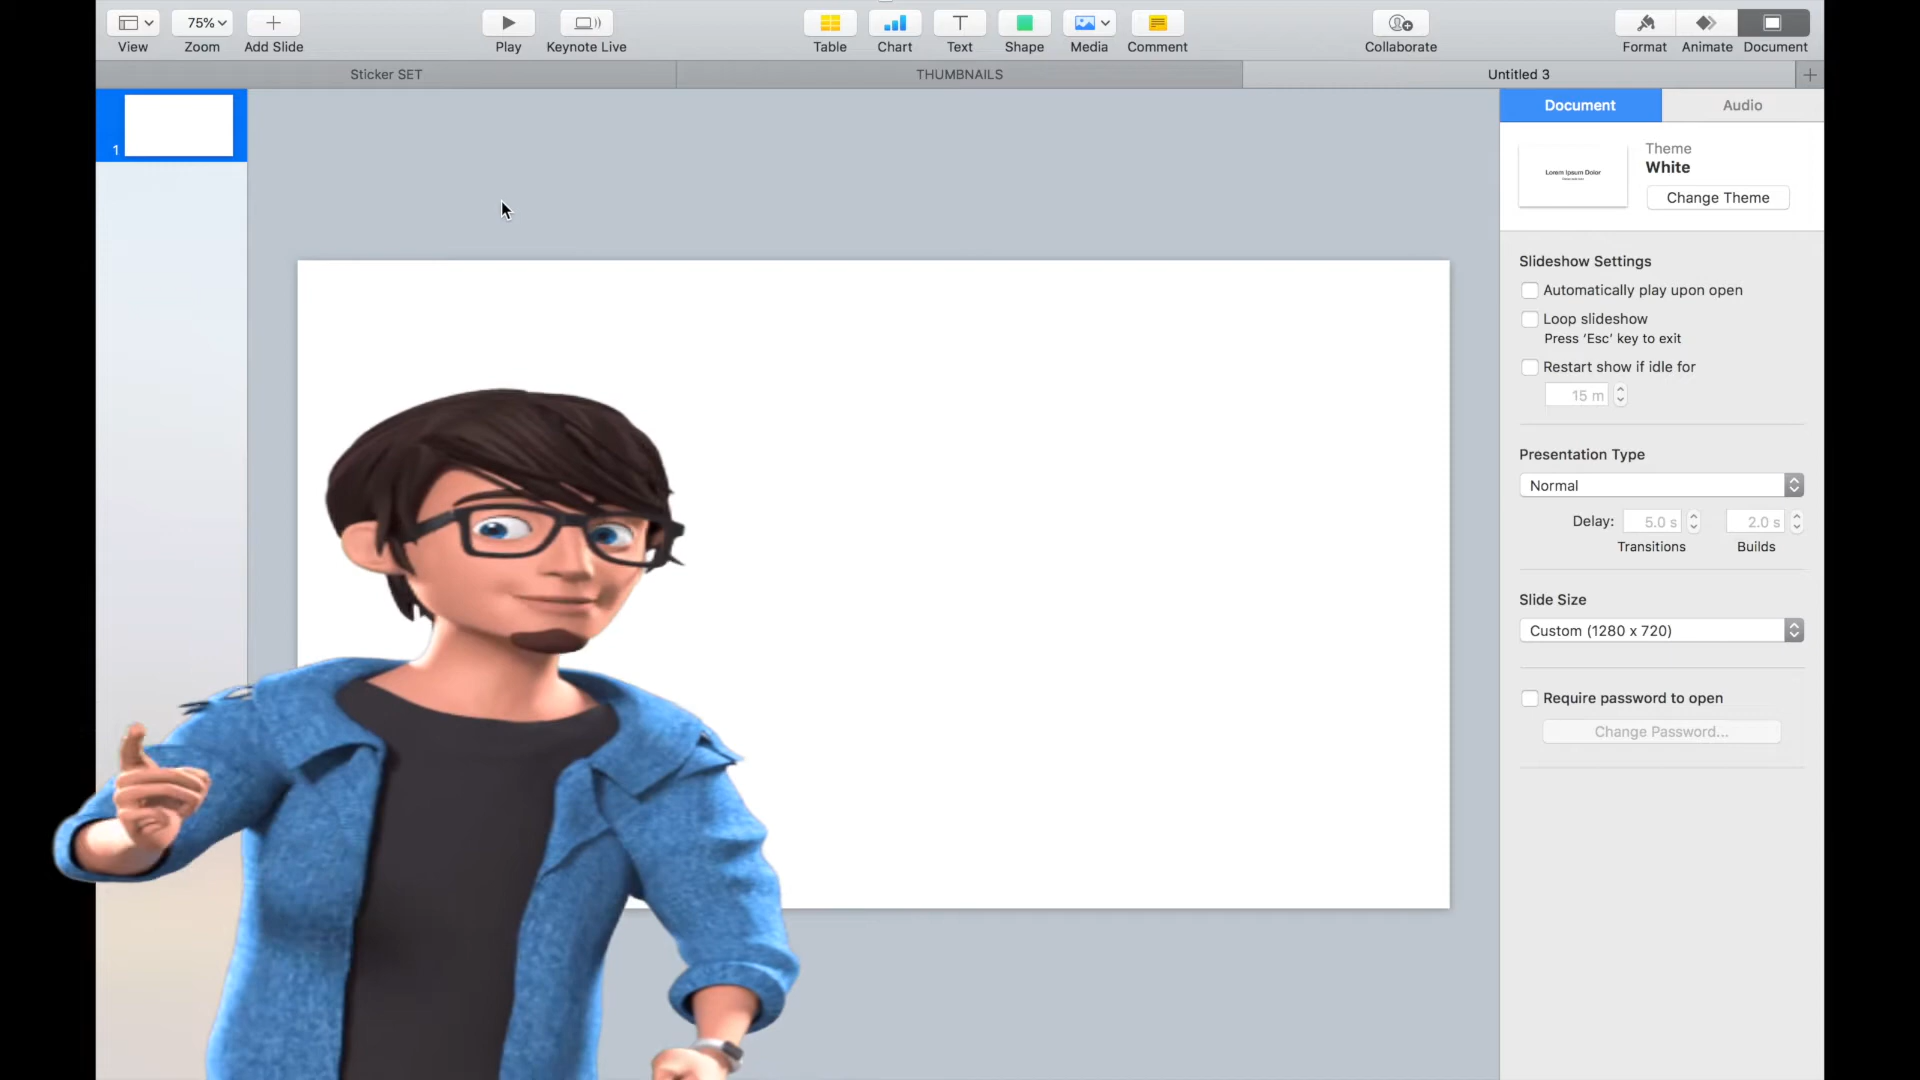 75%
View
Zoom
Add Slide
Play
Keynote Live
Table
Chart
Text
Shape
Media
Comment
Collaborate
Format
Animate
Document
Sticker SET
THUMBNAILS
Untitled 3
1
Document
Audio
Lorem Ipsum Dolor
Theme
White
Change Theme
Slideshow Settings
Automatically play upon open
Loop slideshow
Press ‘Esc’ key to exit
Restart show if idle for
15 m
Presentation Type
Normal
Delay: 5.0 s 2.0 s
Transitions Builds
Slide Size
Custom (1280 x 720)
Require password to open
Change Password...